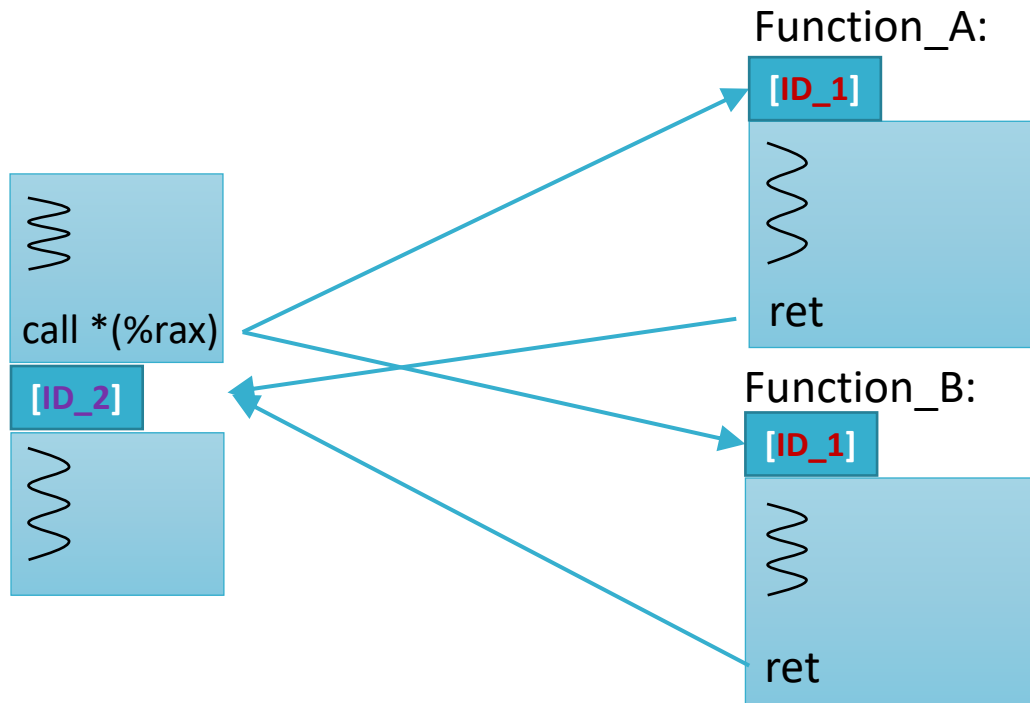 Function_A:
[ID_1]
call *(%rax)
ret
[ID_2]
Function_B:
[ID_1]
ret